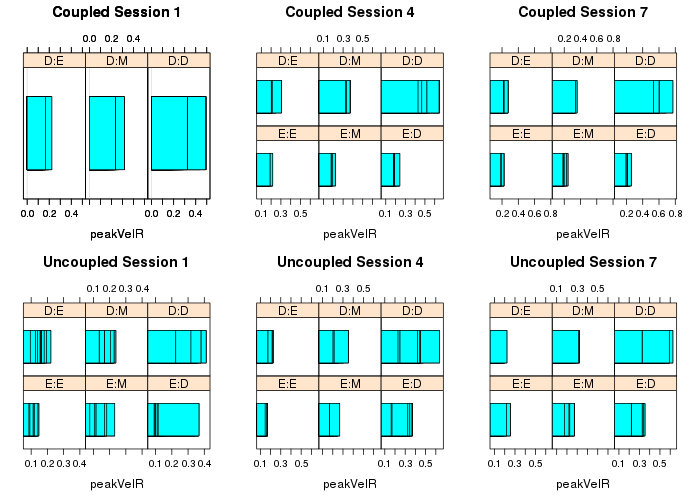 Coupled Session 1
0.0 0.2 0.4
D:E D:M D:D
0.0 0.2 0.4 0.0 0.2 0.4
peakVelR
Coupled Session 4
0.1 0.3 0.5
D:E D:M D:D
E:E E:M E:D
0.1 0.3 0.5 0.1 0.3 0.5
peakVelR
Coupled Session 7
0.2 0.4 0.6 0.8
D:E D:M D:D
E:E E:M E:D
0.2 0.4 0.6 0.8 0.2 0.4 0.6 0.8
peakVelR
Uncoupled Session 1
0.1 0.2 0.3 0.4
D:E D:M D:D
E:E E:M E:D
0.1 0.2 0.3 0.4 0.1 0.2 0.3 0.4
peakVelR
Uncoupled Session 4
0.1 0.3 0.5
D:E D:M D:D
E:E E:M E:D
0.1 0.3 0.5 0.1 0.3 0.5
peakVelR
Uncoupled Session 7
0.1 0.3 0.5
D:E D:M D:D
E:E E:M E:D
0.1 0.3 0.5 0.1 0.3 0.5
peakVelR